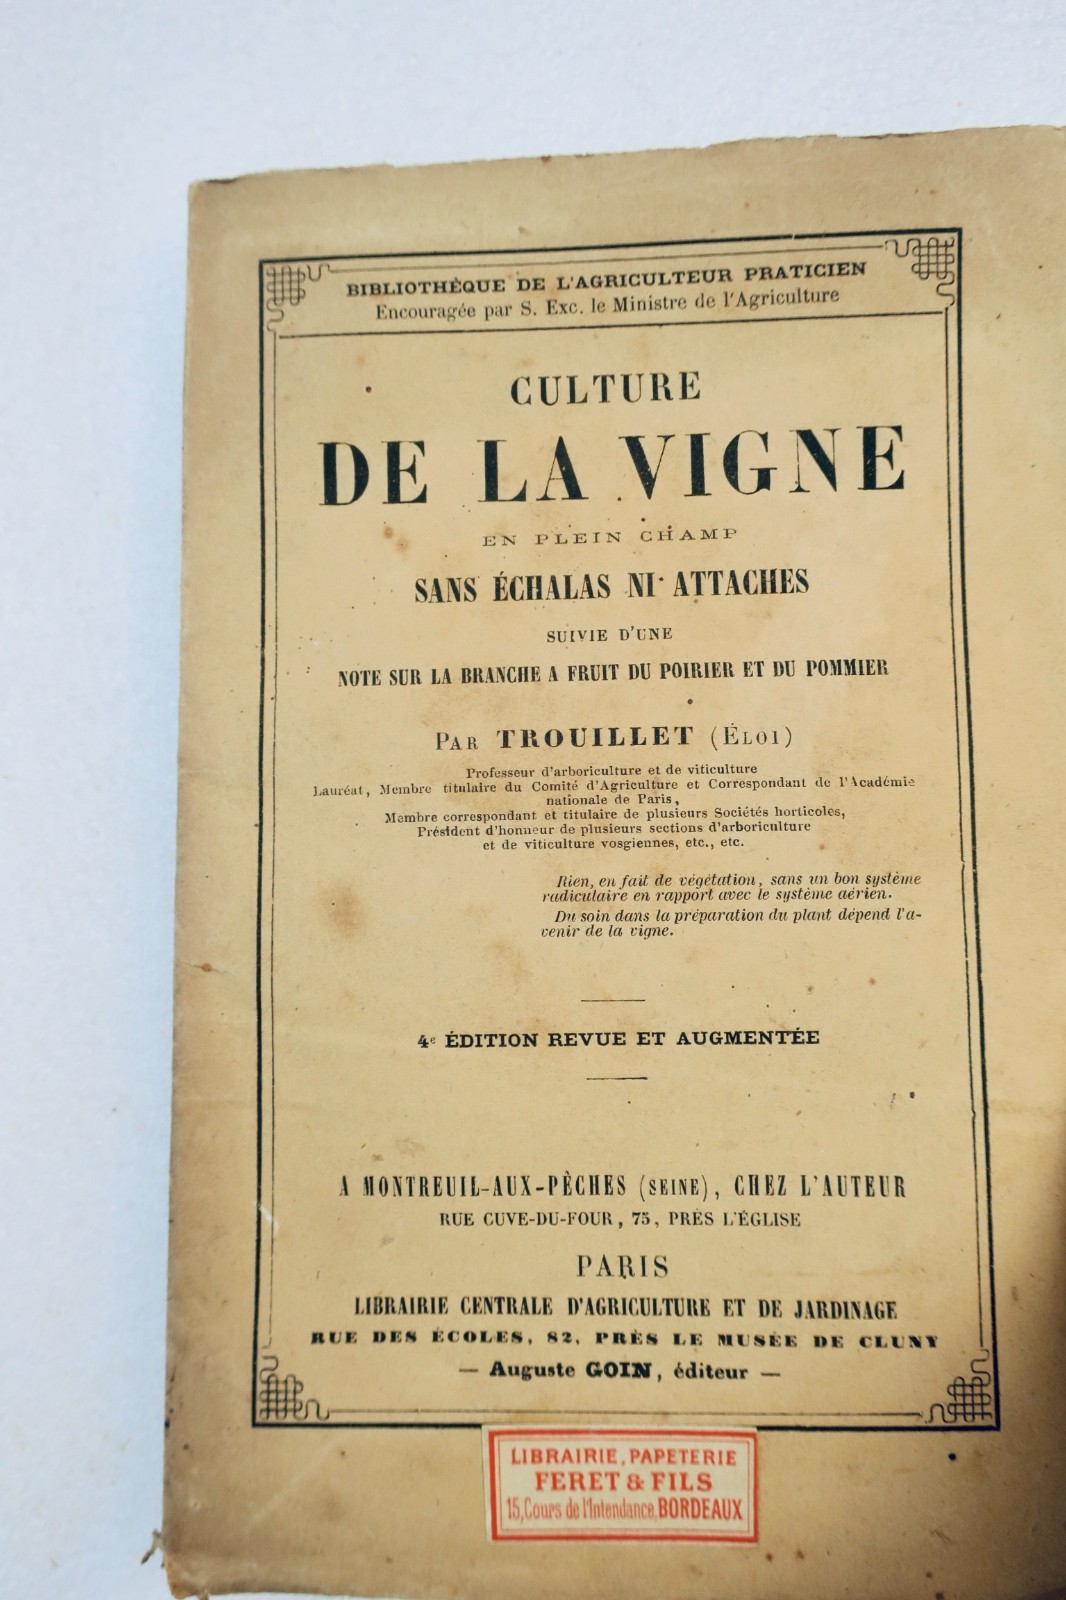 BIBLIOTHÈQUE DE L'AGRICULTEUR PRATICIEN
Encouragée par S. Exc. le Ministre de l'Agriculture
CULTURE
DE LA VIGNE
EN PLEIN CHAMP
SANS ÉCHALAS NI ATTACHES
SUIVIE D'UNE
NOTE SUR LA BRANCHE A FRUIT DU POIRIER ET DU POMMIER
PAR TROUILLET (ÉLOI)
Professeur d'arboriculture et de viticulture
Lauréat, Membre titulaire du Comité d'Agriculture et Correspondant de l'Académie
nationale de Paris,
Membre correspondant et titulaire de plusieurs Sociétés horticoles,
Président d'honneur de plusieurs sections d'arboriculture
et de viticulture vosgiennes, etc., etc.
Rien, en fait de végétation, sans un bon système
radiculaire en rapport avec le système aérien.
Du soin dans la préparation du plant dépend l'a-
venir de la vigne.
4e ÉDITION REVUE ET AUGMENTÉE
A MONTREUIL-AUX-PÊCHES (SEINE), CHEZ L'AUTEUR
RUE CUVE-DU-FOUR, 75, PRÈS L'ÉGLISE
PARIS
LIBRAIRIE CENTRALE D'AGRICULTURE ET DE JARDINAGE
RUE DES ÉCOLES, 82, PRÈS LE MUSÉE DE CLUNY
— Auguste GOIN, éditeur —
LIBRAIRIE, PAPETERIE
FERET & FILS
15, Cours de l'Intendance, BORDEAUX